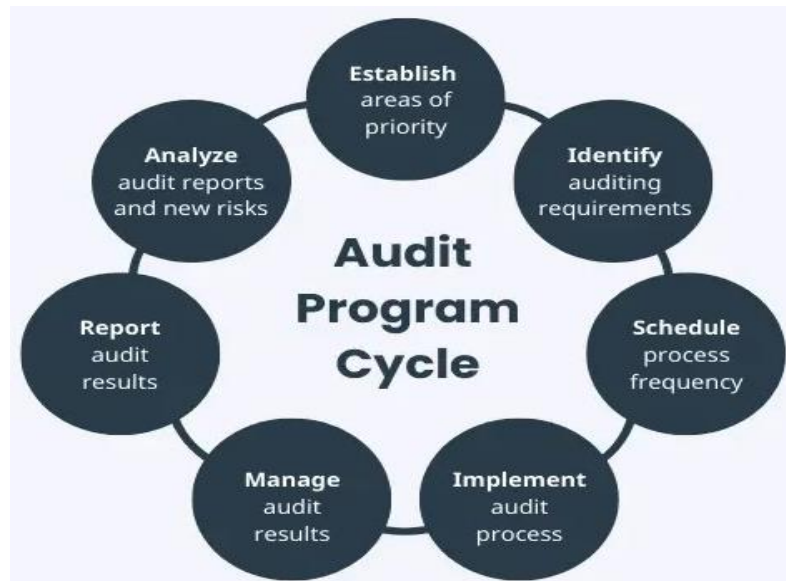 Establish
areas of
priority
Identify
auditing
requirements
Schedule
process
frequency
Implement
audit
process
Manage
audit
results
Report
audit
results
Analyze
audit reports
and new risks
Audit
Program
Cycle